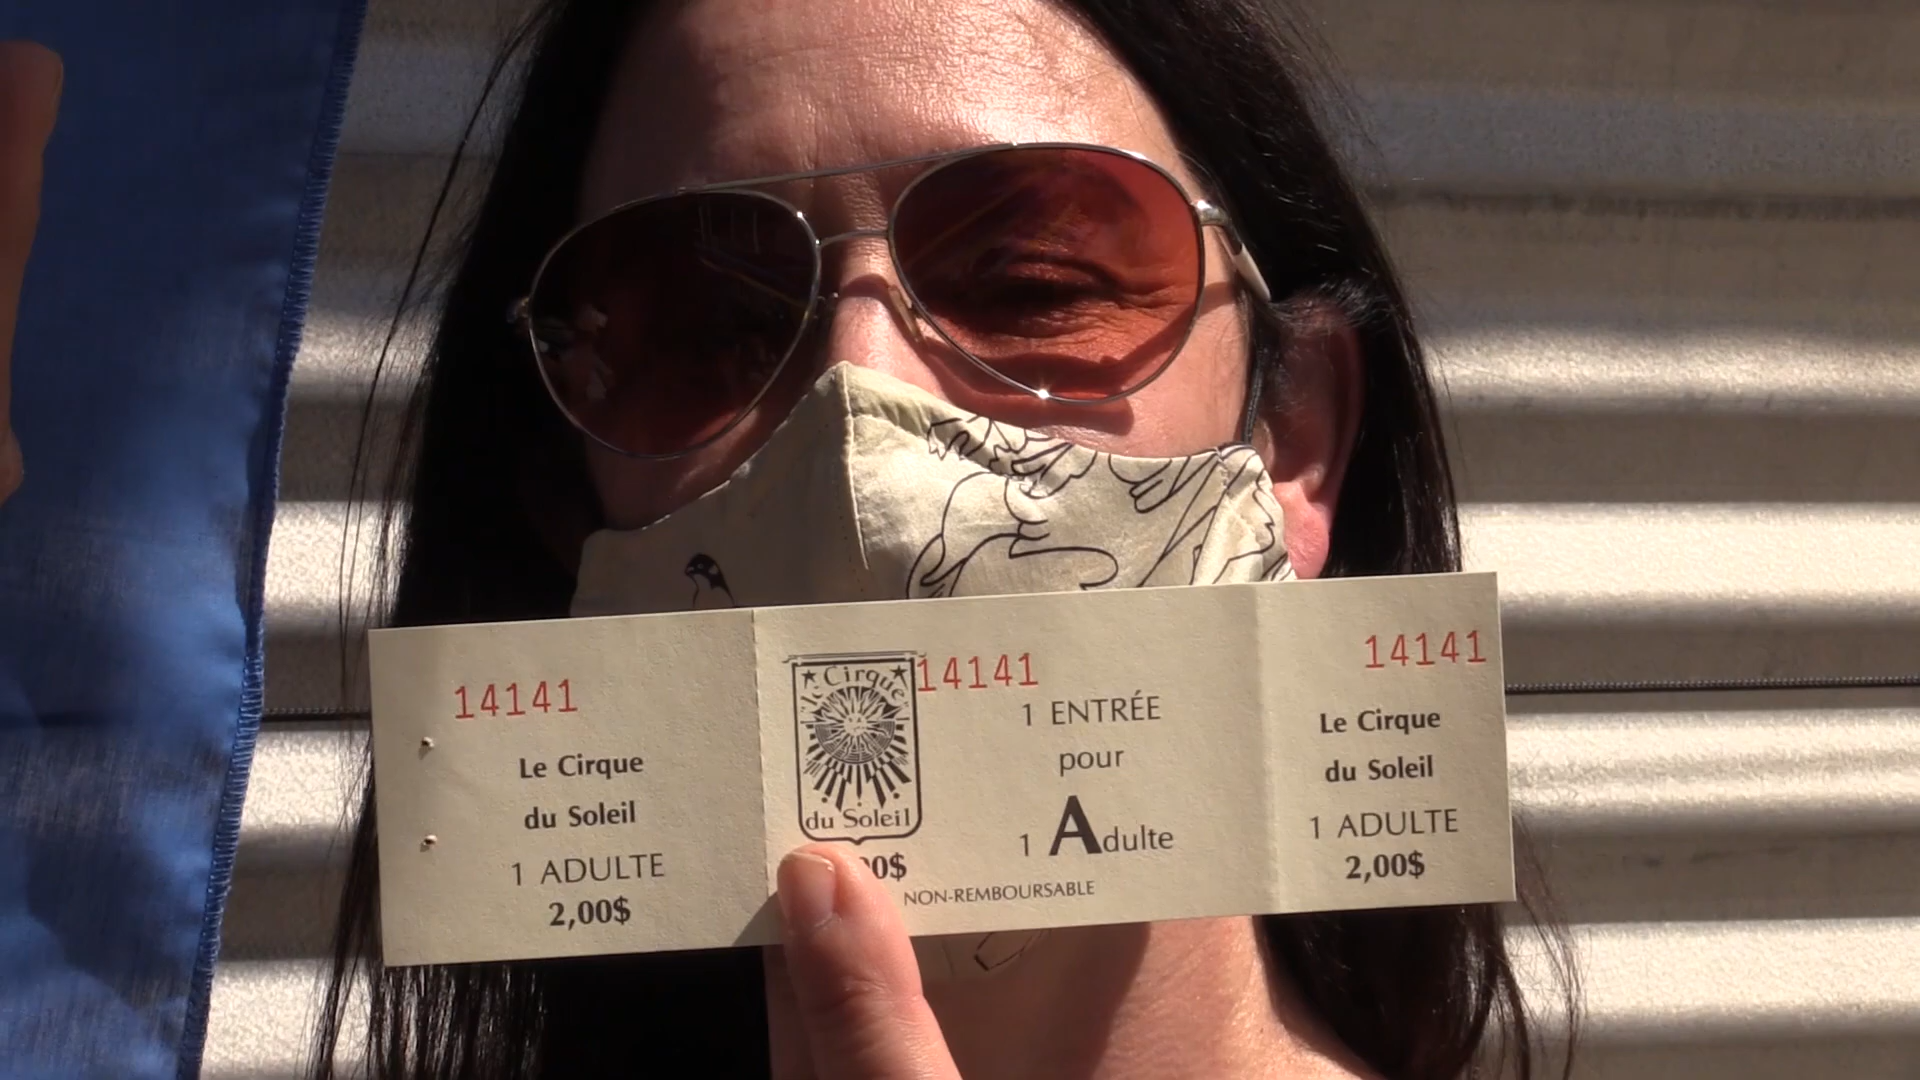 14141
Le Cirque
du Soleil
1 ADULTE
2,00$
Le Cirque
du Soleil
00$
14141
1 ENTRÉE
pour
1 Adulte
NON-REMBOURSABLE
14141
Le Cirque
du Soleil
1 ADULTE
2,00$